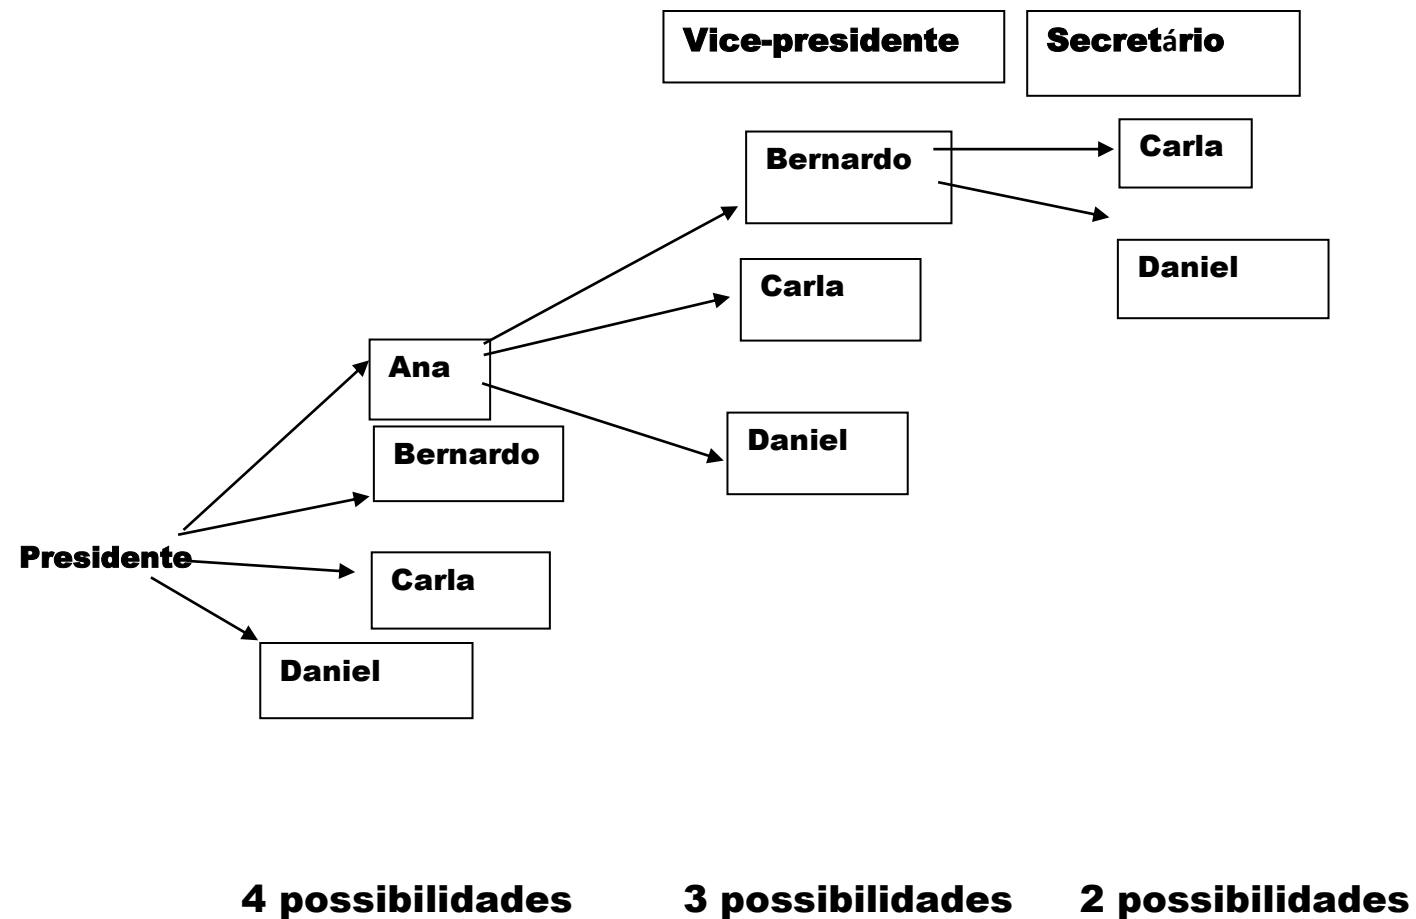 Vice-presidente
Secretário
Bernardo
Carla
Carla
Daniel
Ana
Daniel
Bernardo
Presidente
Carla
Daniel
4 possibilidades
3 possibilidades
2 possibilidades